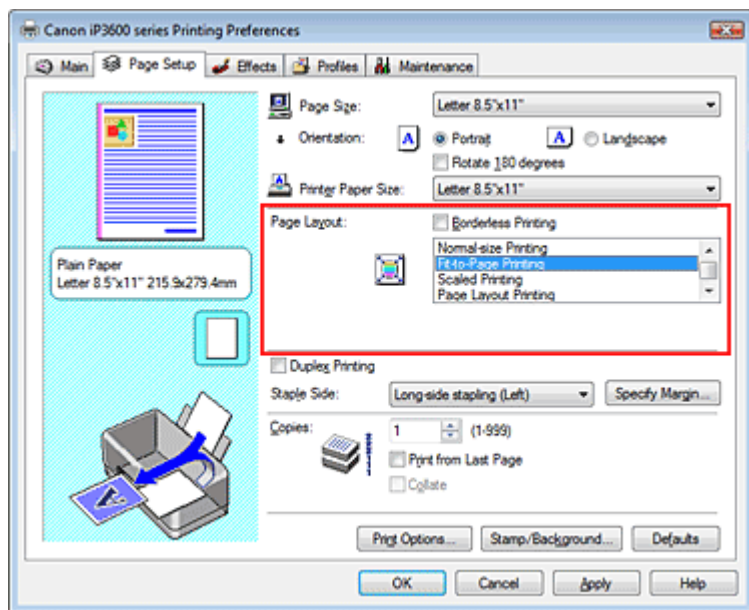 Canon iP3600 series Printing Preferences
Main Page Setup Effects Profiles Maintenance
Page Size: Letter 8.5"x11"
Orientation: A Portrait A Landscape
Rotate 180 degrees
Printer Paper Size: Letter 8.5"x11"
Page Layout: Borderless Printing
Normal-size Printing
Fit-to-Page Printing
Scaled Printing
Page Layout Printing
Plain Paper
Letter 8.5"x11" 215.9x279.4mm
Duplex Printing
Staple Side: Long-side stapling (Left) Specify Margin...
Copies: 1 (1-999)
Print from Last Page
Collate
A
Print Options... Stamp/Background... Defaults
OK Cancel Apply Help